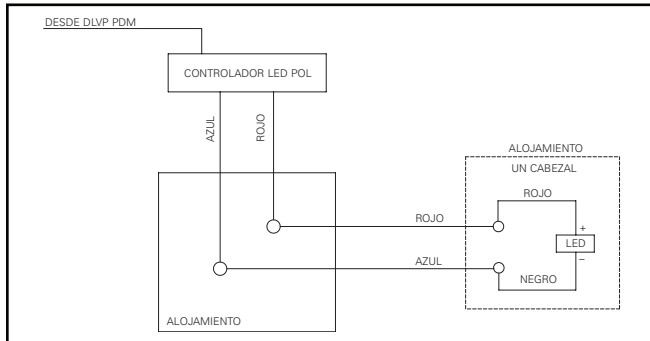 DESDE DLVP PDM
CONTROLADOR LED POL
AZUL
ROJO
ALOJAMIENTO
UN CABEZAL
ROJO
ROJO
+
LED
AZUL
–
NEGRO
ALOJAMIENTO